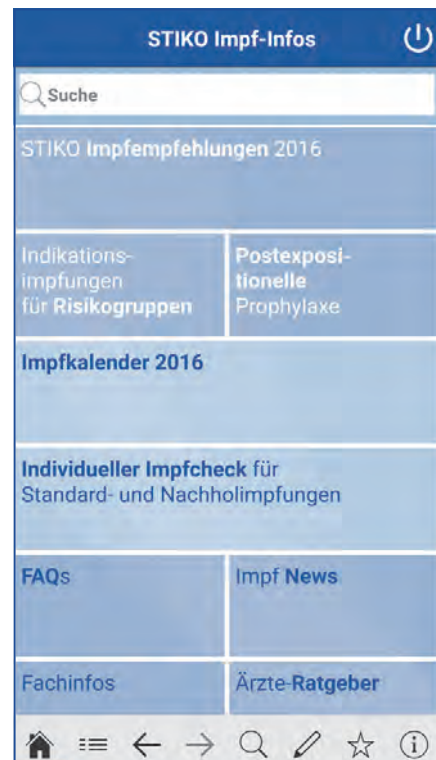 STIKO Impf-Infos
Suche
STIKO Impfempfehlungen 2016
Indikations-
impfungen
für Risikogruppen
Postexposi-
tionelle
Prophylaxe
Impfkalender 2016
Individueller Impfcheck für
Standard- und Nachholimpfungen
FAQs
Impf News
Fachinfos
Ärzte-Ratgeber